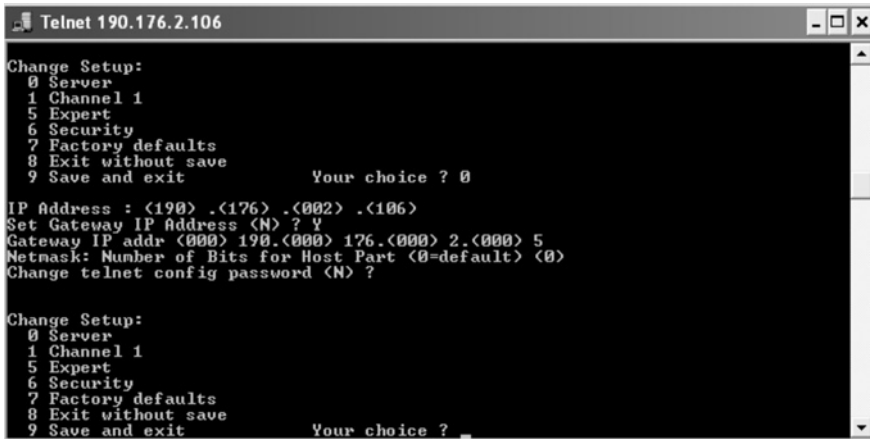 Telnet 190.176.2.106
Change Setup:
0 Server
1 Channel 1
5 Expert
6 Security
7 Factory defaults
8 Exit without save
9 Save and exit Your choice ? 0
IP Address : (190) .(176) .(002) .(106)
Set Gateway IP Address (N) ? Y
Gateway IP addr (000) 190.(000) 176.(000) 2.(000) 5
Netmask: Number of Bits for Host Part (0=default) (0)
Change telnet config password (N) ?
Change Setup:
0 Server
1 Channel 1
5 Expert
6 Security
7 Factory defaults
8 Exit without save
9 Save and exit Your choice ? _